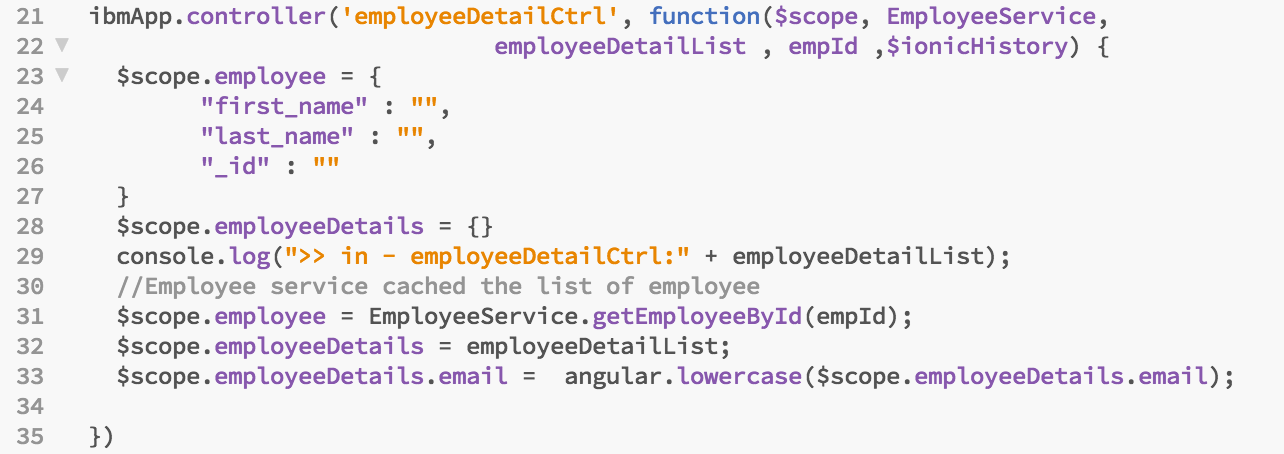 21 ibmApp.controller('employeeDetailCtrl', function($scope, EmployeeService,
22 employeeDetailList , empId ,$ionicHistory) {
23 $scope.employee = {
24 "first_name" : "",
25 "last_name" : "",
26 "_id" : ""
27 }
28 $scope.employeeDetails = {}
29 console.log(">> in - employeeDetailCtrl:" + employeeDetailList);
30 //Employee service cached the list of employee
31 $scope.employee = EmployeeService.getEmployeeById(empId);
32 $scope.employeeDetails = employeeDetailList;
33 $scope.employeeDetails.email =  angular.lowercase($scope.employeeDetails.email);
34
35 })